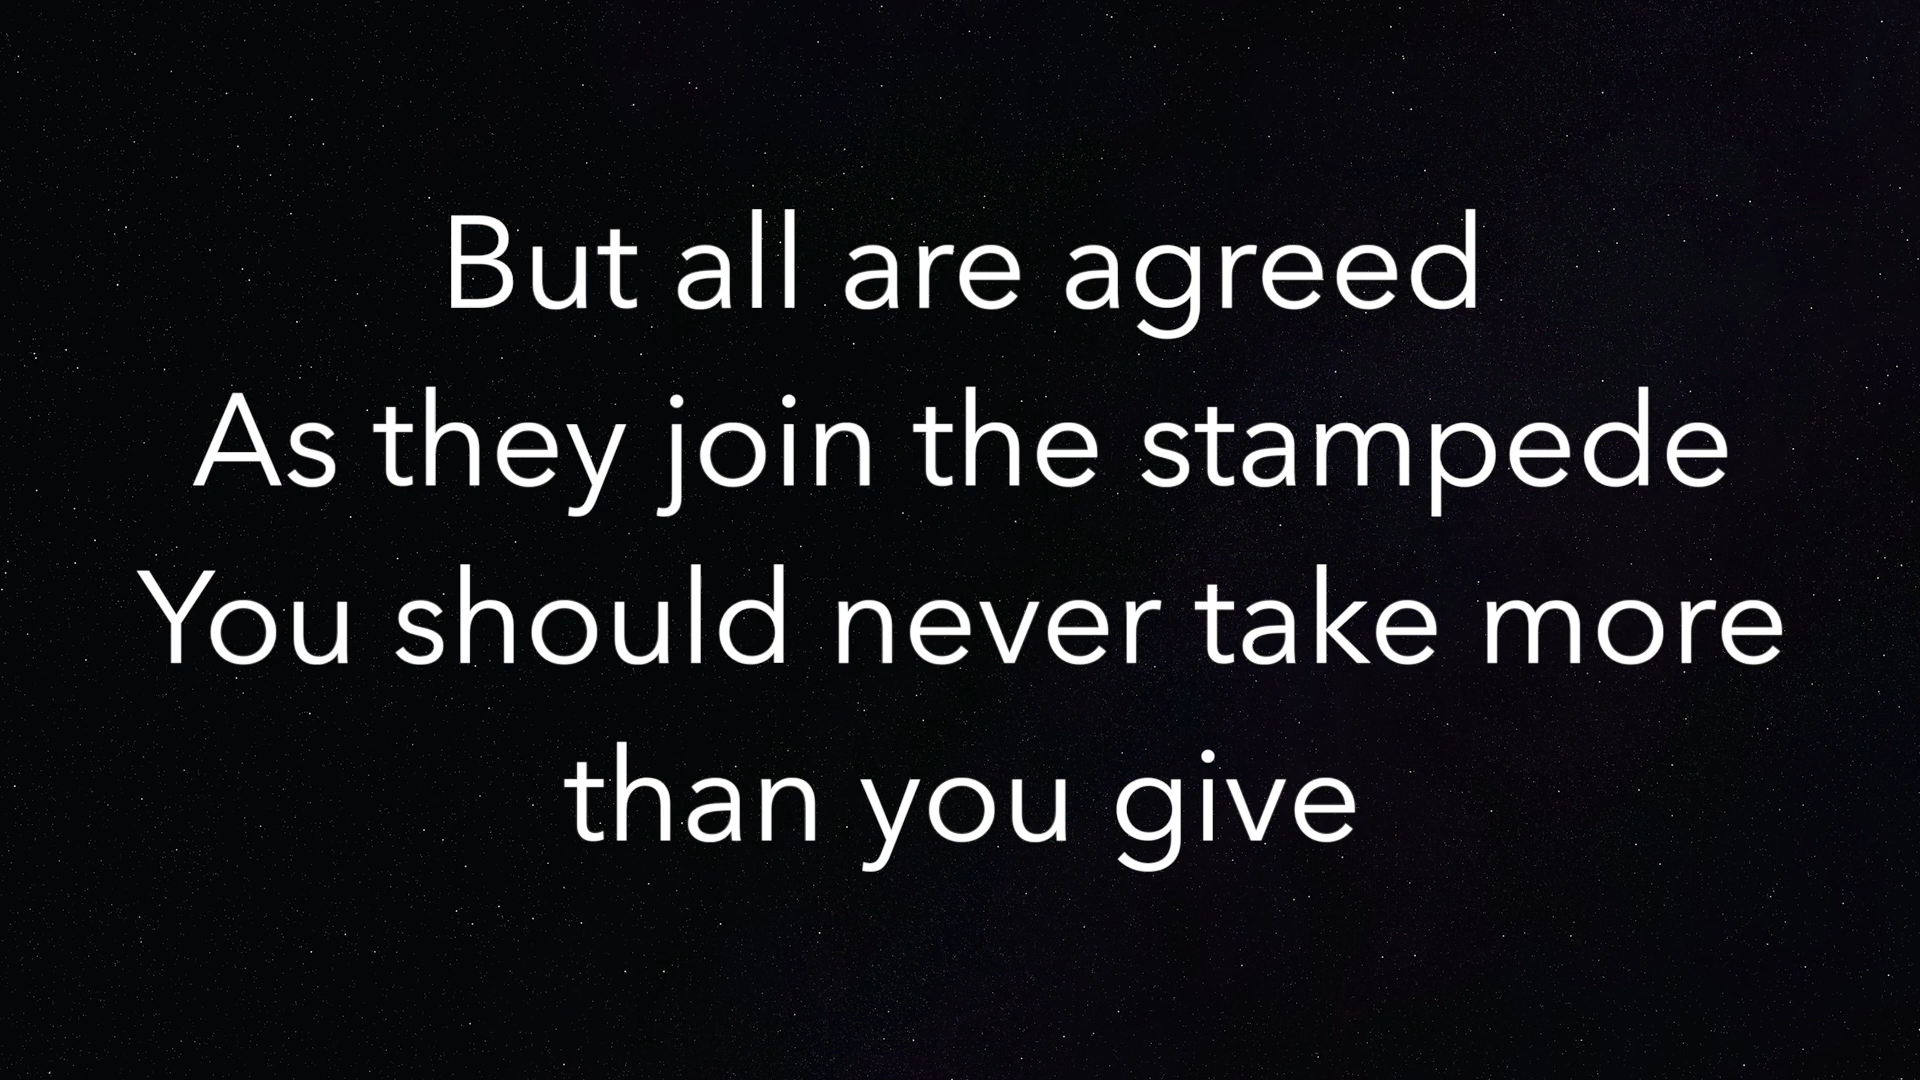 But all are agreed
As they join the stampede
You should never take more
than you give